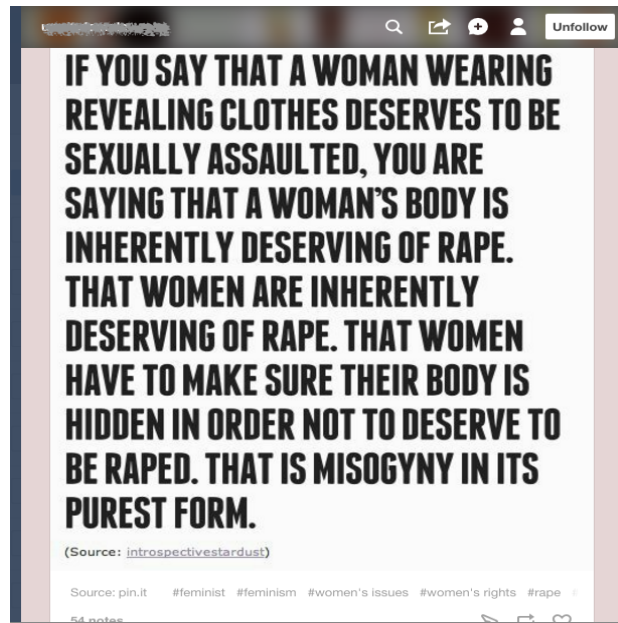 Unfollow
IF YOU SAY THAT A WOMAN WEARING
REVEALING CLOTHES DESERVES TO BE
SEXUALLY ASSAULTED, YOU ARE
SAYING THAT A WOMAN'S BODY IS
INHERENTLY DESERVING OF RAPE.
THAT WOMEN ARE INHERENTLY
DESERVING OF RAPE. THAT WOMEN
HAVE TO MAKE SURE THEIR BODY IS
HIDDEN IN ORDER NOT TO DESERVE TO
BE RAPED. THAT IS MISOGYNY IN ITS
PUREST FORM.
(Source: introspectivestardust)
Source: pin.it #feminist #feminism #women's issues #women's rights #rape
54 notes